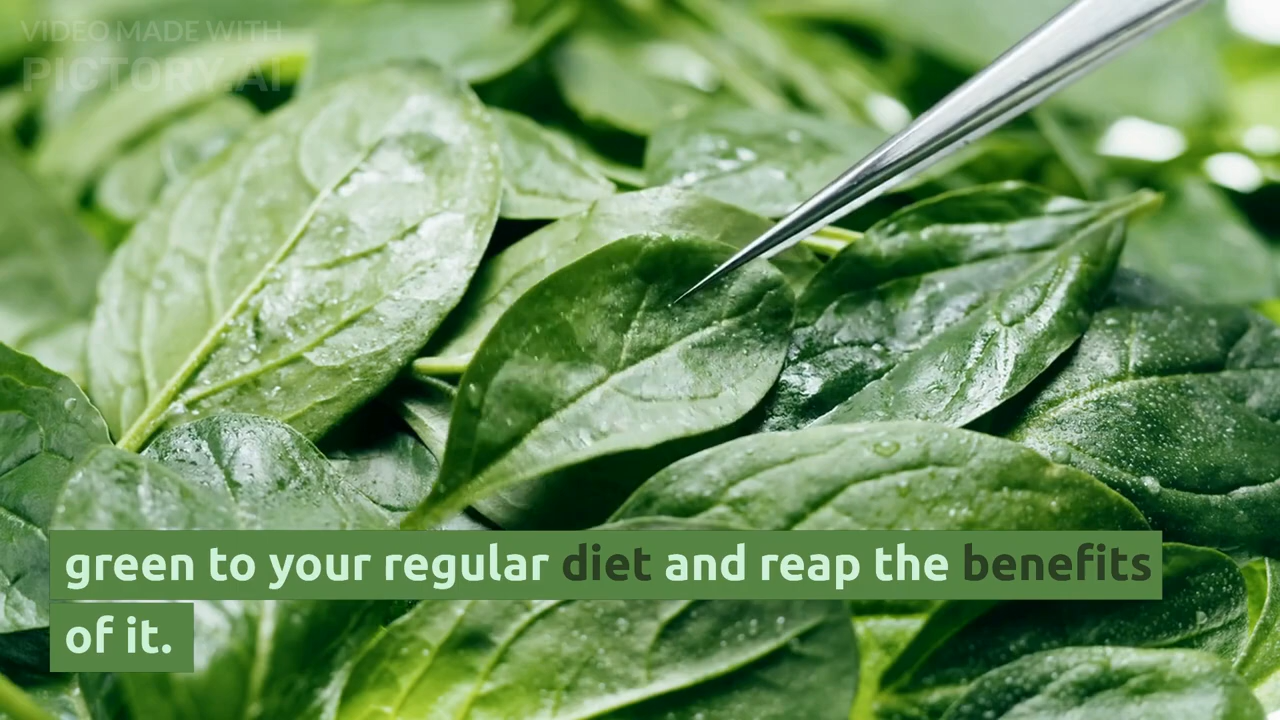 VIDEO MADE WITH
PICTORY.AI
green to your regular diet and reap the benefits
of it.